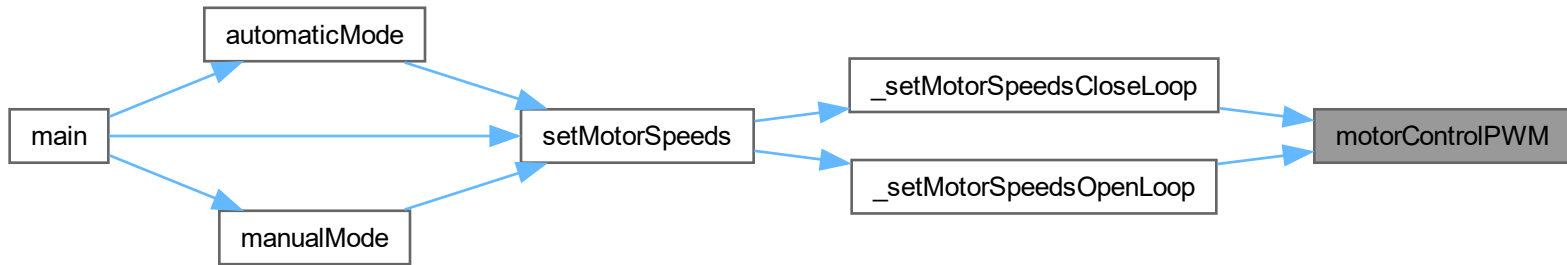 automaticMode
_setMotorSpeedsCloseLoop
main
setMotorSpeeds
motorControlPWM
_setMotorSpeedsOpenLoop
manualMode